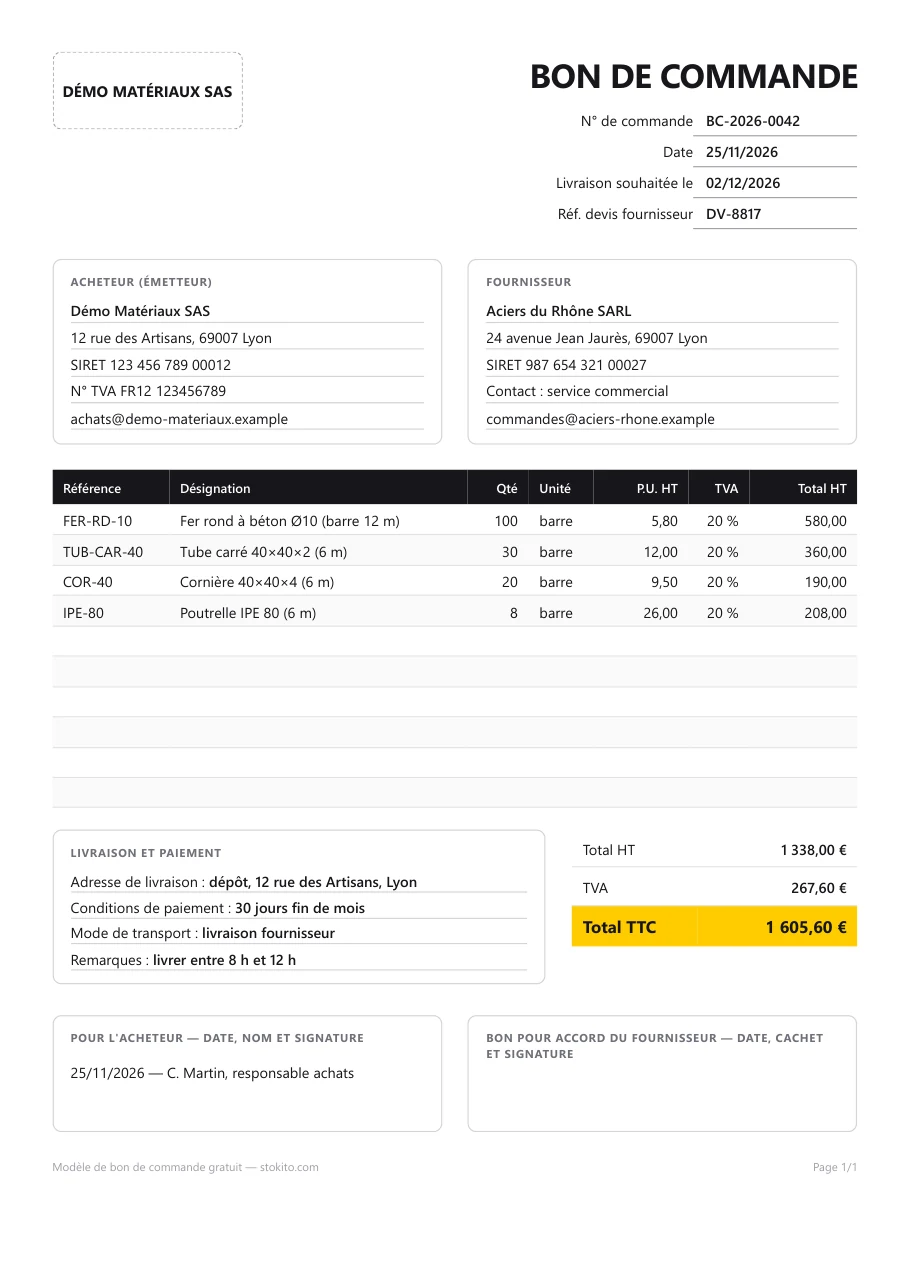 DÉMO MATÉRIAUX SAS
BON DE COMMANDE
N° de commande BC-2026-0042
Date 25/11/2026
Livraison souhaitée le 02/12/2026
Réf. devis fournisseur DV-8817
ACHETEUR (ÉMETTEUR)
Démo Matériaux SAS
12 rue des Artisans, 69007 Lyon
SIRET 123 456 789 00012
N° TVA FR12 123456789
achats@demo-materiaux.example
FOURNISSEUR
Aciers du Rhône SARL
24 avenue Jean Jaurès, 69007 Lyon
SIRET 987 654 321 00027
Contact : service commercial
commandes@aciers-rhone.example
Référence Désignation Qté Unité P.U. HT TVA Total HT
FER-RD-10 Fer rond à béton Ø10 (barre 12 m) 100 barre 5,80 20 % 580,00
TUB-CAR-40 Tube carré 40×40×2 (6 m) 30 barre 12,00 20 % 360,00
COR-40 Cornière 40×40×4 (6 m) 20 barre 9,50 20 % 190,00
IPE-80 Poutrelle IPE 80 (6 m) 8 barre 26,00 20 % 208,00
LIVRAISON ET PAIEMENT
Adresse de livraison : dépôt, 12 rue des Artisans, Lyon
Conditions de paiement : 30 jours fin de mois
Mode de transport : livraison fournisseur
Remarques : livrer entre 8 h et 12 h
Total HT 1 338,00 €
TVA 267,60 €
Total TTC 1 605,60 €
POUR L'ACHETEUR — DATE, NOM ET SIGNATURE
25/11/2026 — C. Martin, responsable achats
BON POUR ACCORD DU FOURNISSEUR — DATE, CACHET
ET SIGNATURE
Modèle de bon de commande gratuit — stokito.com
Page 1/1